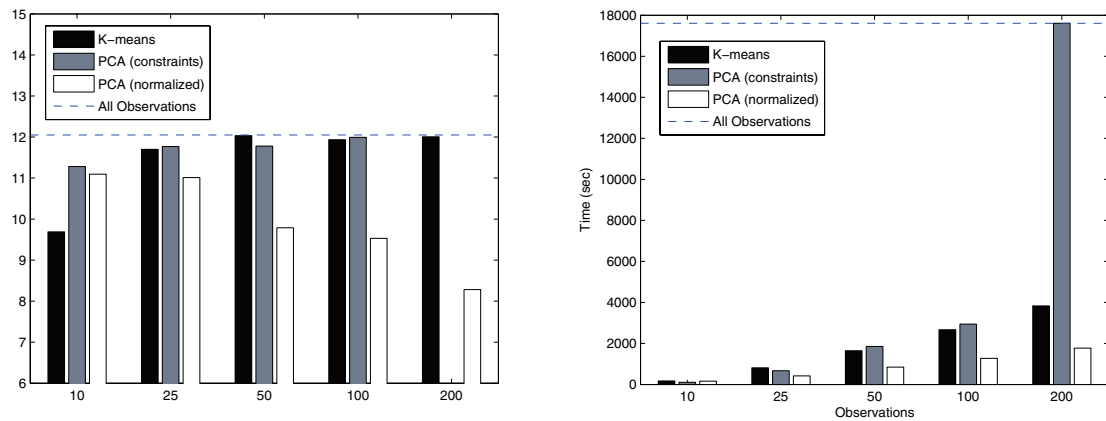 15
14
13
12
11
10
9
8
7
6
K−means
PCA (constraints)
PCA (normalized)
All Observations
10 25 50 100 200
18000
16000
14000
12000
10000
8000
6000
4000
2000
0
Time (sec)
K−means
PCA (constraints)
PCA (normalized)
All Observations
10 25 50 100 200
Observations